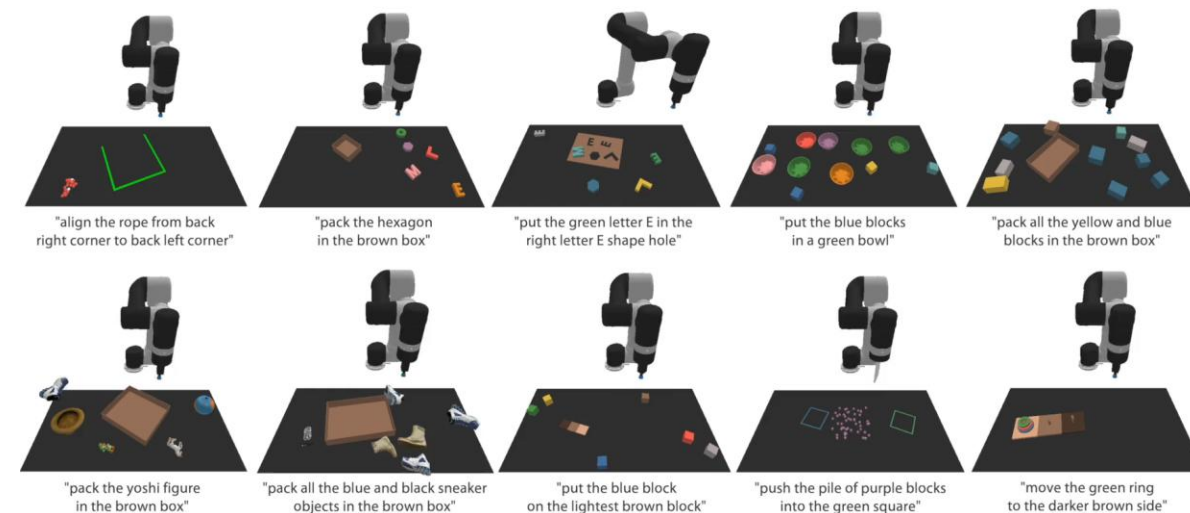 "align the rope from back
right corner to back left corner"
"pack the hexagon
in the brown box"
"put the green letter E in the
right letter E shape hole"
"put the blue blocks
in a green bowl"
"pack all the yellow and blue
blocks in the brown box"
"pack the yoshi figure
in the brown box"
"pack all the blue and black sneaker
objects in the brown box"
"put the blue block
on the lightest brown block"
"push the pile of purple blocks
into the green square"
"move the green ring
to the darker brown side"